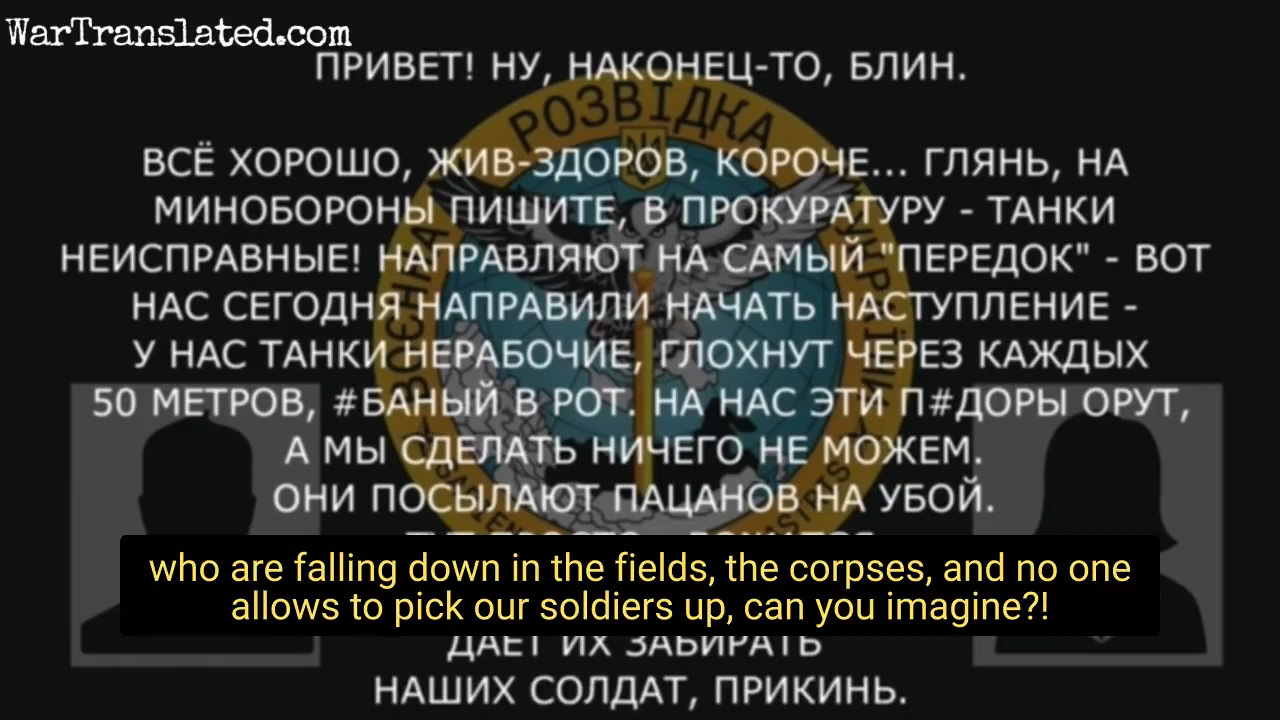 WarTranslated.com
ПРИВЕТ! НУ, НАКОНЕЦ-ТО, БЛИН.
РОЗВІДКА
ВСЁ ХОРОШО, ЖИВ-ЗДОРОВ, КОРОЧЕ... ГЛЯНЬ, НА
МИНОБОРОНЫ ПИШИТЕ, В ПРОКУРАТУРУ - ТАНКИ
НЕИСПРАВНЫЕ! НАПРАВЛЯЮТ НА САМЫЙ "ПЕРЕДОК" - ВОТ
НАС СЕГОДНЯ НАПРАВИЛИ НАЧАТЬ НАСТУПЛЕНИЕ -
У НАС ТАНКИ НЕРАБОЧИЕ, ГЛОХНУТ ЧЕРЕЗ КАЖДЫХ
50 МЕТРОВ, #БАНЫЙ В РОТ. НА НАС ЭТИ П#ДОРЫ ОРУТ,
А МЫ СДЕЛАТЬ НИЧЕГО НЕ МОЖЕМ.
ОНИ ПОСЫЛАЮТ ПАЦАНОВ НА УБОЙ.
who are falling down in the fields, the corpses, and no one
allows to pick our soldiers up, can you imagine?!
ДАЕТ ИХ ЗАБИРАТЬ
НАШИХ СОЛДАТ, ПРИКИНЬ.
ВОЄННА